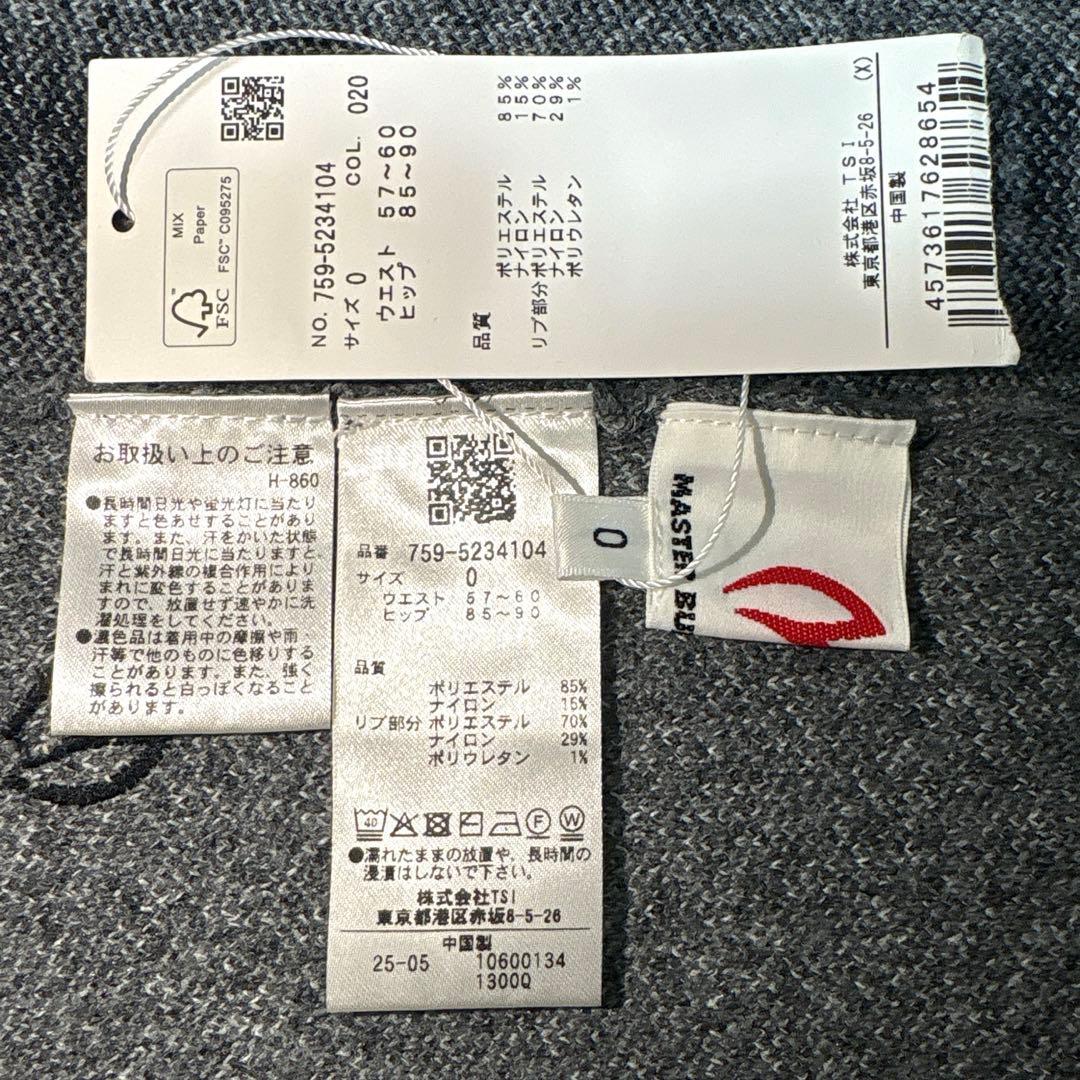 MIX
Paper
FSC™ C095275
FSC
NO. 759-5234104
サイズ 0 COL. 020
ウエスト 57~60
ヒップ 85~90
品質
ポリエステル 85%
ナイロン 15%
リブ部分 ポリエステル 70%
ナイロン 29%
ポリウレタン 1%
株式会社 TSI
東京都港区赤坂8-5-26 (X)
中国製
4573617628654
お取扱い上のご注意
H-860
●長時間日光や蛍光灯に当たり
ますと色あせすることがあり
ます。また、汗をかいた状態
で長時間日光に当たりますと、
汗と紫外線の複合作用により
まれに変色することがありま
すので、放置せず速やかに洗
濯処理をしてください。
●濃色品は着用中の摩擦や雨・
汗等で他のものに色移りする
ことがあります。また、強く
擦られると白っぽくなること
があります。
品番 759-5234104
サイズ 0
ウエスト 57~60
ヒップ 85~90
品質
ポリエステル 85%
ナイロン 15%
リブ部分 ポリエステル 70%
ナイロン 29%
ポリウレタン 1%
40 F W
●濡れたままの放置や、長時間の
浸漬はしないで下さい。
株式会社TSI
東京都港区赤坂8-5-26
中国製
25-05 10600134
1300Q
0
MASTER BU